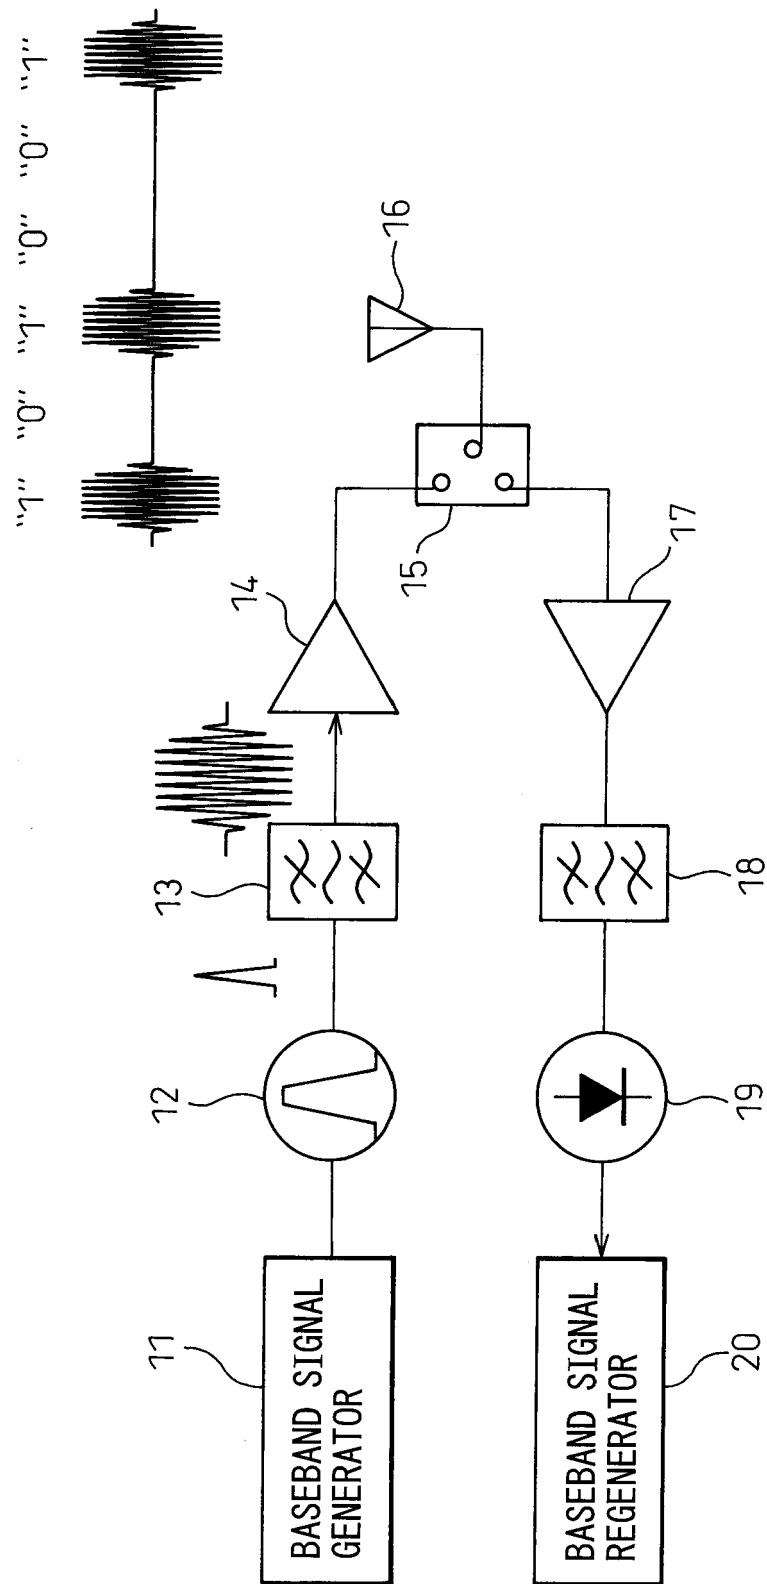 "1" "0" "1" "0" "0" "1"
11
12
13
14
BASEBAND SIGNAL
GENERATOR
16
15
BASEBAND SIGNAL
REGENERATOR
17
20
19
18